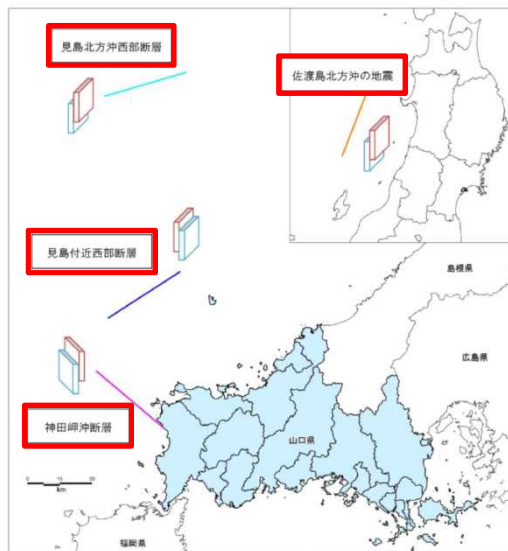 見島北方沖西部断層
佐渡島北方沖の地震
見島付近西部断層
島根県
広島県
神田岬沖断層
山口県
km
福岡県